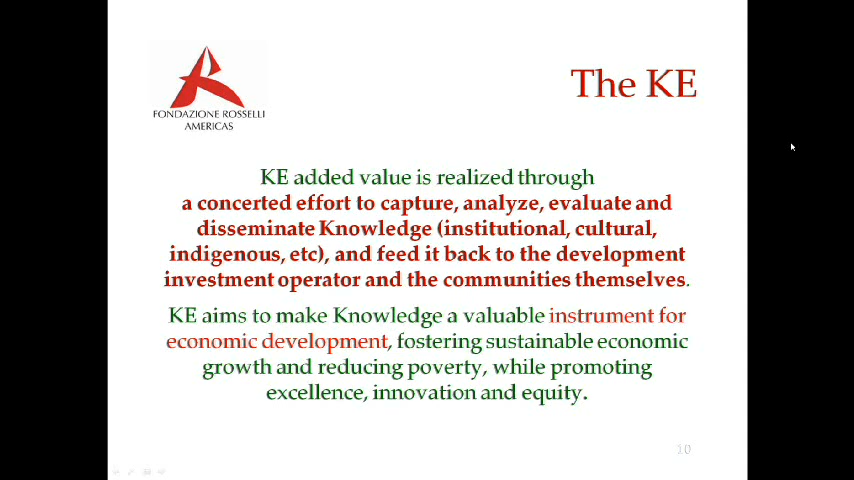 The KE
FONDAZIONE ROSSELLI
AMERICAS
KE added value is realized through
a concerted effort to capture, analyze, evaluate and
disseminate Knowledge (institutional, cultural,
indigenous, etc), and feed it back to the development
investment operator and the communities themselves.
KE aims to make Knowledge a valuable instrument for
economic development, fostering sustainable economic
growth and reducing poverty, while promoting
excellence, innovation and equity.
10